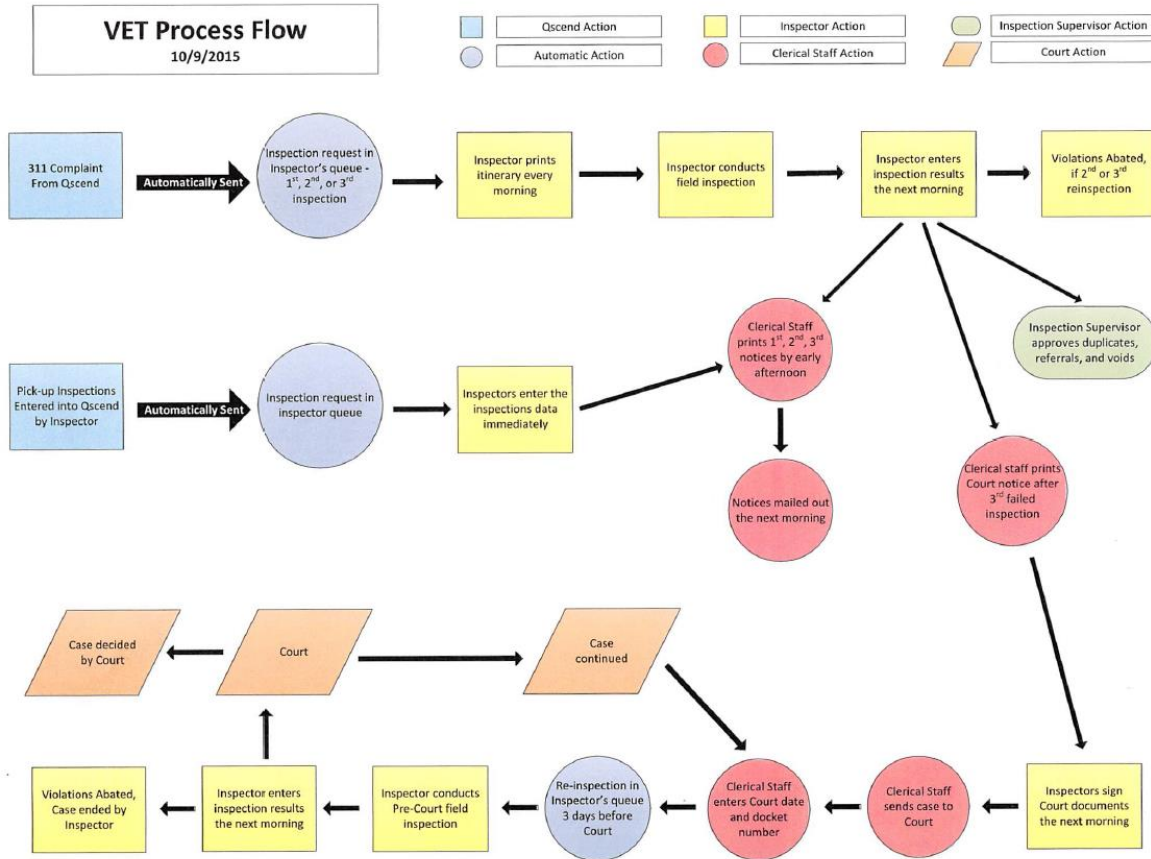 VET Process Flow
10/9/2015
Qscend Action
Inspector Action
Inspection Supervisor Action
Automatic Action
Clerical Staff Action
Court Action
311 Complaint
From Qscend
Automatically Sent
Inspection request in
Inspector's queue -
1st, 2nd, or 3rd
inspection
Inspector prints
itinerary every
morning
Inspector conducts
field inspection
Inspector enters
inspection results
the next morning
Violations Abated,
if 2nd or 3rd
reinspection
Clerical Staff
prints 1st, 2nd, 3rd
notices by early
afternoon
Inspection Supervisor
approves duplicates,
referrals, and voids
Pick-up Inspections
Entered into Qscend
by Inspector
Automatically Sent
Inspection request in
inspector queue
Inspectors enter the
inspections data
immediately
Notices mailed out
the next morning
Clerical staff prints
Court notice after
3rd failed
inspection
Case decided
by Court
Court
Case
continued
Violations Abated,
Case ended by
Inspector
Inspector enters
inspection results
the next morning
Inspector conducts
Pre-Court field
inspection
Re-inspection in
Inspector's queue
3 days before
Court
Clerical Staff
enters Court date
and docket
number
Clerical Staff
sends case to
Court
Inspectors sign
Court documents
the next morning